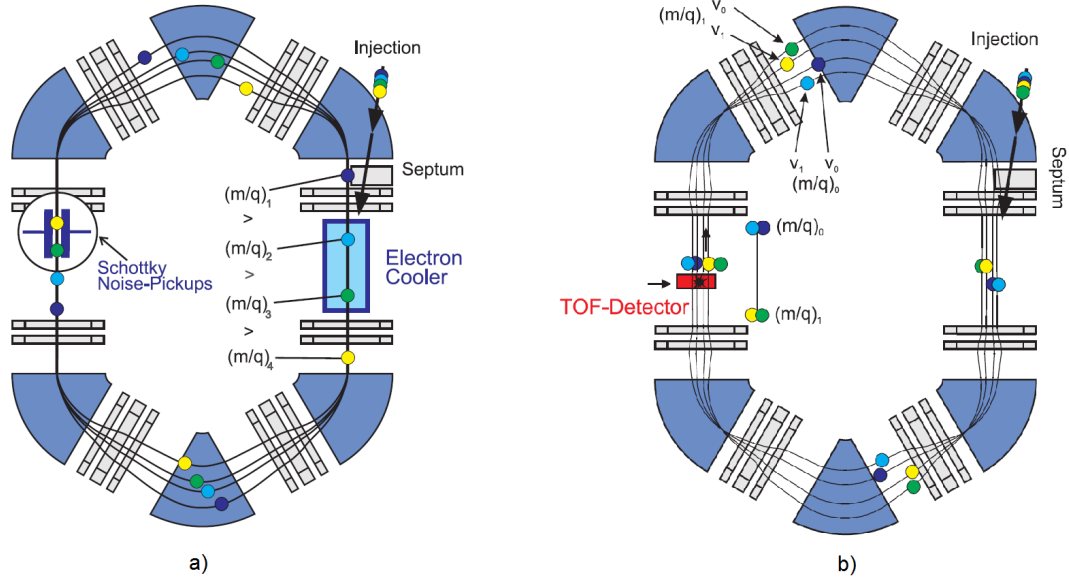 Injection
Septum
(m/q)₁
>
(m/q)₂
>
(m/q)₃
>
(m/q)₄
Electron
Cooler
Schottky
Noise-Pickups
a)
v₀
(m/q)₁
v₁
Injection
Septum
v₁ v₀
(m/q)₀
(m/q)₀
TOF-Detector
(m/q)₁
b)